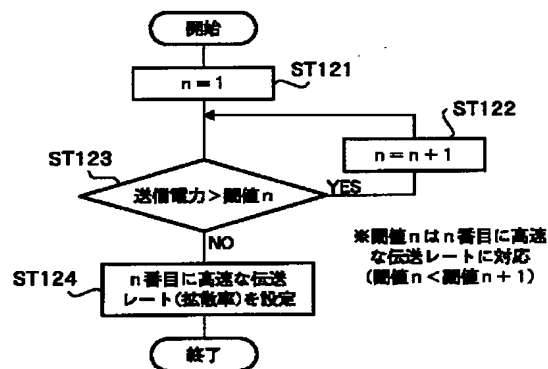 開始
ST121
n=1
ST122
n=n+1
ST123
送信電力>閾値n
YES
NO
※閾値nはn番目に高速
な伝送レートに対応
(閾値n<閾値n+1)
ST124
n番目に高速な伝送
レート(拡散率)を設定
終了